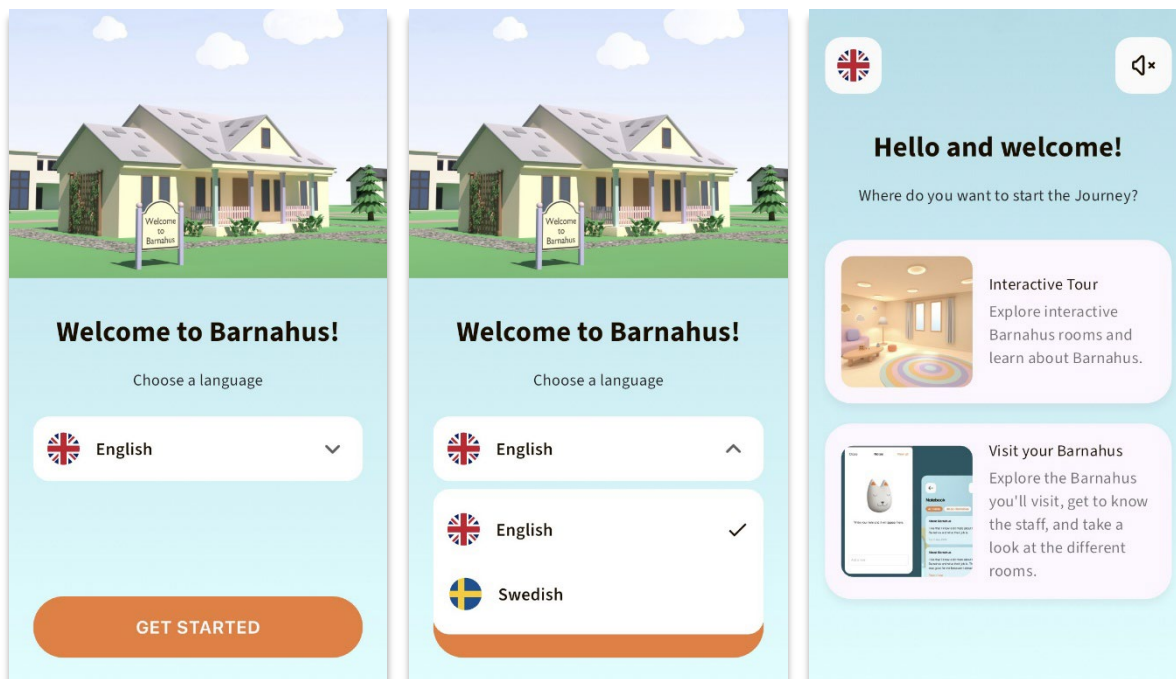 Welcome
to
Barnahus
Welcome to Barnahus!
Choose a language
English
GET STARTED
Welcome
to
Barnahus
Welcome to Barnahus!
Choose a language
English
English
Swedish
Hello and welcome!
Where do you want to start the Journey?
Interactive Tour
Explore interactive
Barnahus rooms and
learn about Barnahus.
Visit your Barnahus
Explore the Barnahus
you'll visit, get to know
the staff, and take a
look at the different
rooms.
Notebook